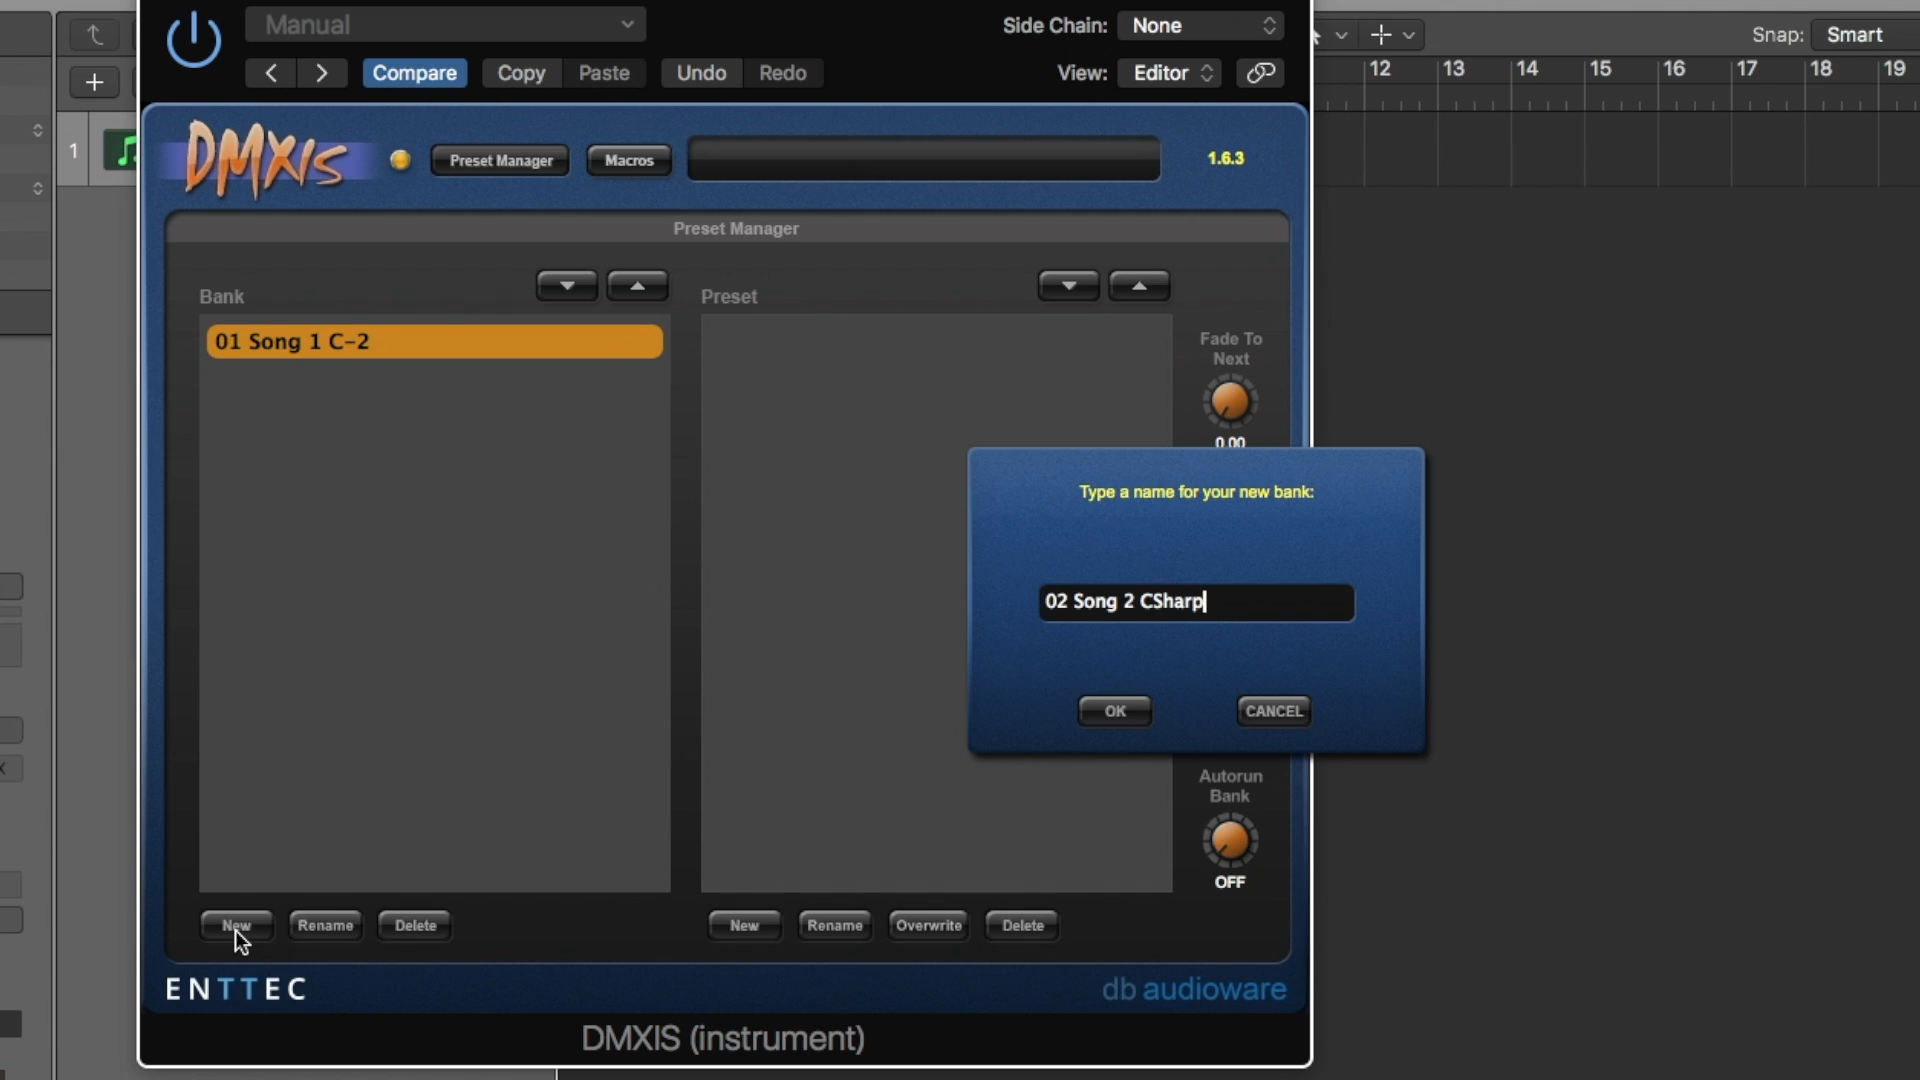 Manual
Side Chain: None
Compare Copy Paste Undo Redo
View: Editor
Snap: Smart
12 13 14 15 16 17 18 19
1
DMXIS
Preset Manager
Macros
1.6.3
Preset Manager
Bank
Preset
01 Song 1 C-2
Fade To
Next
0.00
Type a name for your new bank:
02 Song 2 CSharp
OK
CANCEL
Autorun
Bank
OFF
New Rename Delete
New Rename Overwrite Delete
ENTTEC
db audioware
DMXIS (instrument)